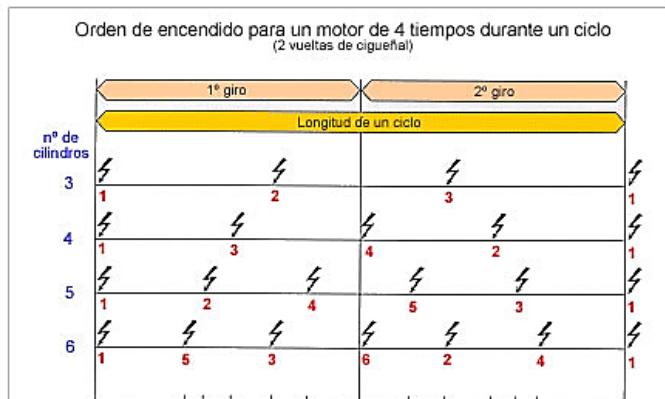 Orden de encendido para un motor de 4 tiempos durante un ciclo
(2 vueltas de cigueñal)
1º giro 2º giro
Longitud de un ciclo
nº de
cilindros
3
1 2 3 1
4
1 3 4 2 1
5
1 2 4 5 3 1
6
1 5 3 6 2 4 1